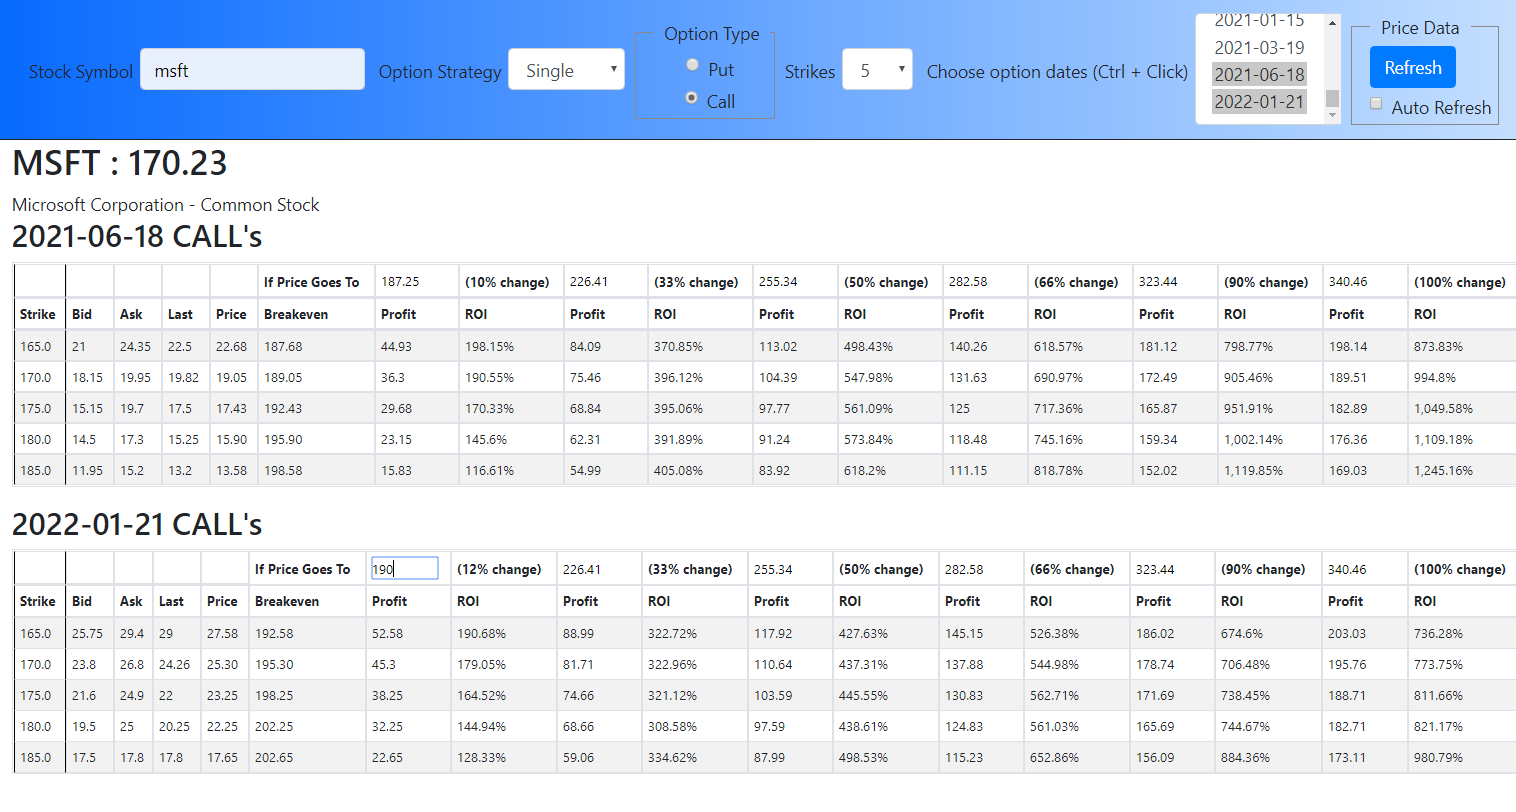 Stock Symbol msft Option Strategy Single Option Type Put Call Strikes 5 Choose option dates (Ctrl + Click) 2021-01-15 2021-03-19 2021-06-18 2022-01-21 Price Data Refresh Auto Refresh
MSFT : 170.23
Microsoft Corporation - Common Stock
2021-06-18 CALL's
If Price Goes To 187.25 (10% change) 226.41 (33% change) 255.34 (50% change) 282.58 (66% change) 323.44 (90% change) 340.46 (100% change)
Strike Bid Ask Last Price Breakeven Profit ROI Profit ROI Profit ROI Profit ROI Profit ROI Profit ROI
165.0 21 24.35 22.5 22.68 187.68 44.93 198.15% 84.09 370.85% 113.02 498.43% 140.26 618.57% 181.12 798.77% 198.14 873.83%
170.0 18.15 19.95 19.82 19.05 189.05 36.3 190.55% 75.46 396.12% 104.39 547.98% 131.63 690.97% 172.49 905.46% 189.51 994.8%
175.0 15.15 19.7 17.5 17.43 192.43 29.68 170.33% 68.84 395.06% 97.77 561.09% 125 717.36% 165.87 951.91% 182.89 1,049.58%
180.0 14.5 17.3 15.25 15.90 195.90 23.15 145.6% 62.31 391.89% 91.24 573.84% 118.48 745.16% 159.34 1,002.14% 176.36 1,109.18%
185.0 11.95 15.2 13.2 13.58 198.58 15.83 116.61% 54.99 405.08% 83.92 618.2% 111.15 818.78% 152.02 1,119.85% 169.03 1,245.16%
2022-01-21 CALL's
If Price Goes To 190 (12% change) 226.41 (33% change) 255.34 (50% change) 282.58 (66% change) 323.44 (90% change) 340.46 (100% change)
Strike Bid Ask Last Price Breakeven Profit ROI Profit ROI Profit ROI Profit ROI Profit ROI Profit ROI
165.0 25.75 29.4 29 27.58 192.58 52.58 190.68% 88.99 322.72% 117.92 427.63% 145.15 526.38% 186.02 674.6% 203.03 736.28%
170.0 23.8 26.8 24.26 25.30 195.30 45.3 179.05% 81.71 322.96% 110.64 437.31% 137.88 544.98% 178.74 706.48% 195.76 773.75%
175.0 21.6 24.9 22 23.25 198.25 38.25 164.52% 74.66 321.12% 103.59 445.55% 130.83 562.71% 171.69 738.45% 188.71 811.66%
180.0 19.5 25 20.25 22.25 202.25 32.25 144.94% 68.66 308.58% 97.59 438.61% 124.83 561.03% 165.69 744.67% 182.71 821.17%
185.0 17.5 17.8 17.8 17.65 202.65 22.65 128.33% 59.06 334.62% 87.99 498.53% 115.23 652.86% 156.09 884.36% 173.11 980.79%